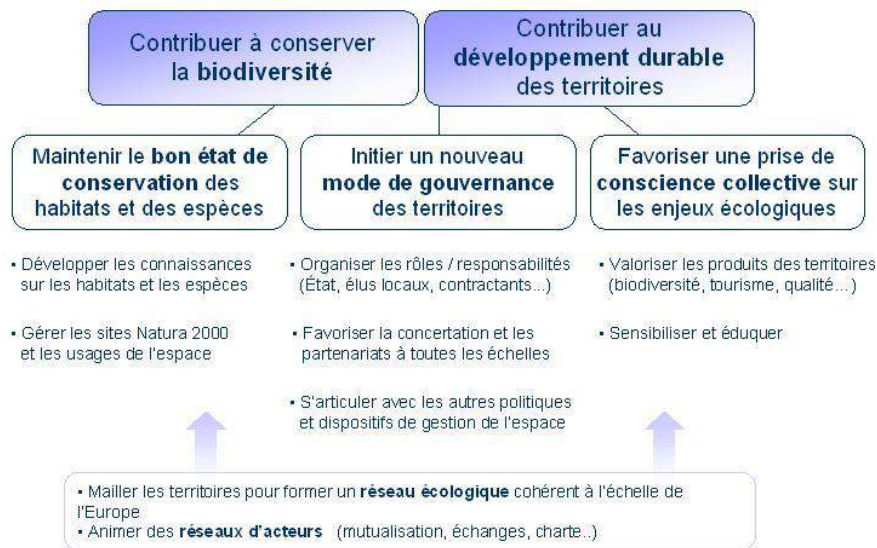 Contribuer à conserver
la biodiversité
Contribuer au
développement durable
des territoires
Maintenir le bon état de
conservation des
habitats et des espèces
Initier un nouveau
mode de gouvernance
des territoires
Favoriser une prise de
conscience collective sur
les enjeux écologiques
• Développer les connaissances
sur les habitats et les espèces
• Gérer les sites Natura 2000
et les usages de l'espace
• Organiser les rôles / responsabilités
(État, élus locaux, contractants...)
• Favoriser la concertation et les
partenariats à toutes les échelles
• S'articuler avec les autres politiques
et dispositifs de gestion de l'espace
• Valoriser les produits des territoires
(biodiversité, tourisme, qualité...)
• Sensibiliser et éduquer
• Mailler les territoires pour former un réseau écologique cohérent à l'échelle de
l'Europe
• Animer des réseaux d'acteurs (mutualisation, échanges, charte..)